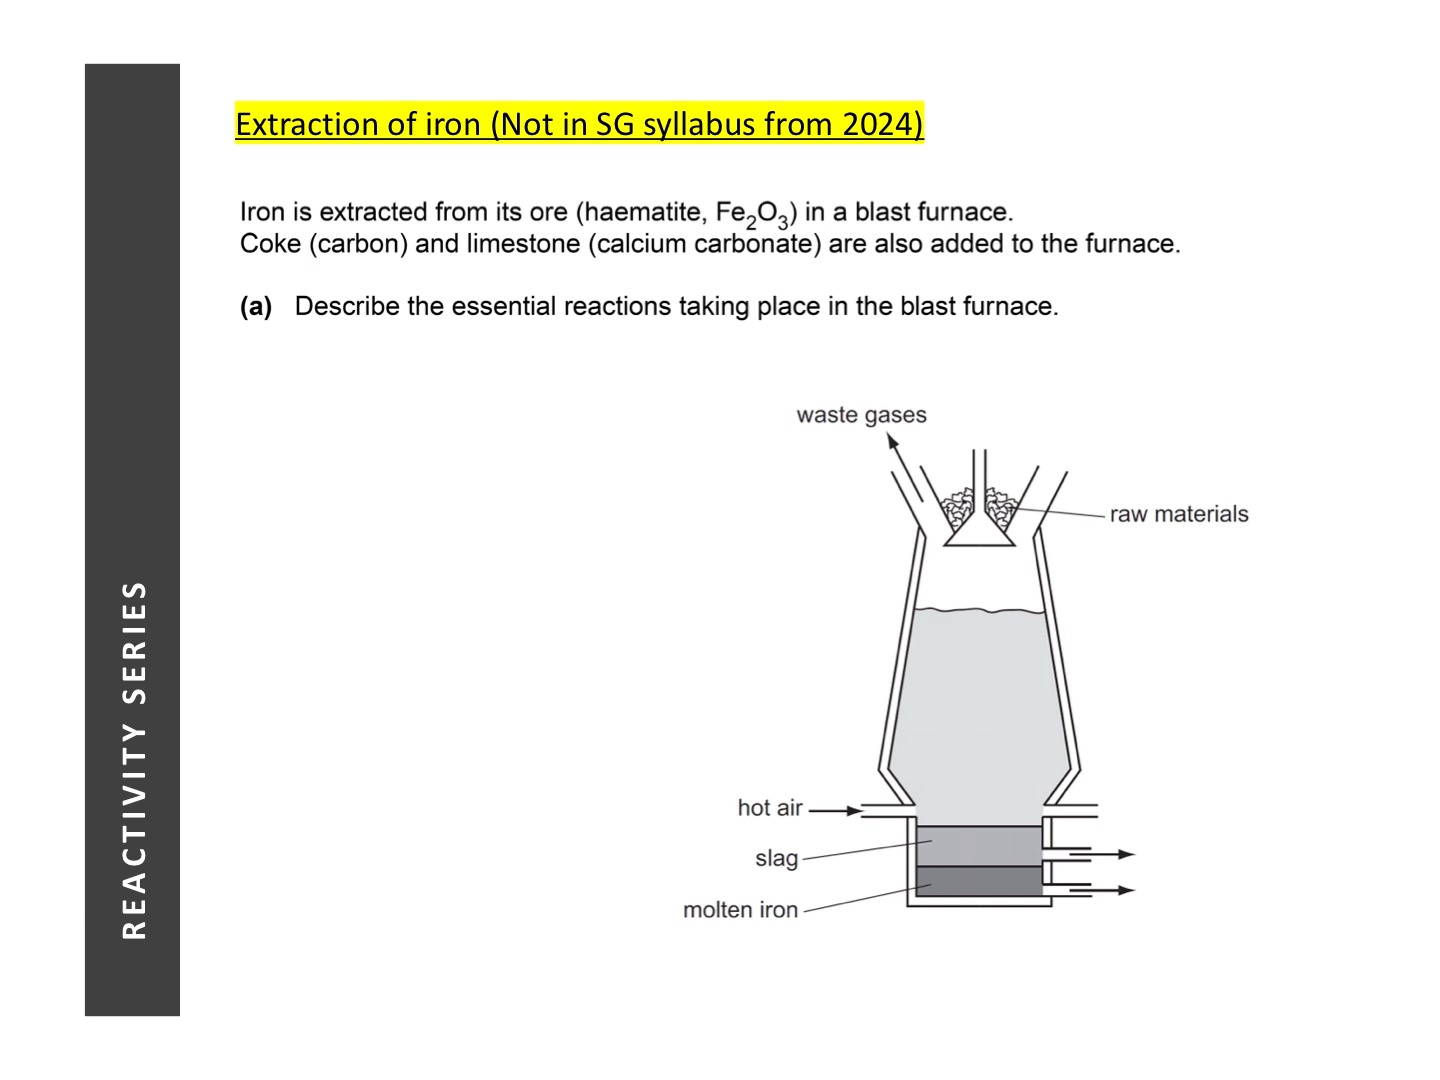 Extraction of iron (Not in SG syllabus from 2024)
Iron is extracted from its ore (haematite, Fe₂O₃) in a blast furnace.
Coke (carbon) and limestone (calcium carbonate) are also added to the furnace.
(a) Describe the essential reactions taking place in the blast furnace.
waste gases
raw materials
hot air
slag
molten iron
REACTIVITY SERIES